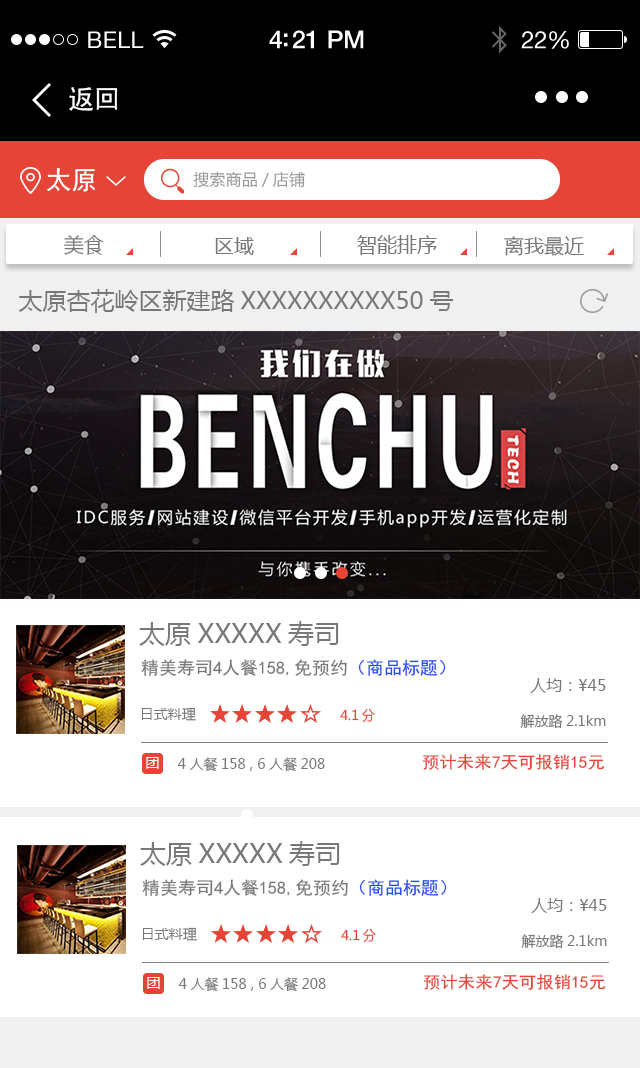 BELL 4:21 PM 22%
返回
太原 搜索商品 / 店铺
美食 区域 智能排序 离我最近
太原杏花岭区新建路 XXXXXXXXXXX50 号
我们在做
BENCHU TECH
IDC服务/网站建设/微信平台开发/手机app开发/运营化定制
与你携手改变...
太原 XXXXX 寿司
精美寿司4人餐158, 免预约（商品标题）
人均：¥45
日式料理 4.1 分 解放路 2.1km
团 4 人餐 158 , 6 人餐 208 预计未来7天可报销15元
太原 XXXXX 寿司
精美寿司4人餐158, 免预约（商品标题）
人均：¥45
日式料理 4.1 分 解放路 2.1km
团 4 人餐 158 , 6 人餐 208 预计未来7天可报销15元